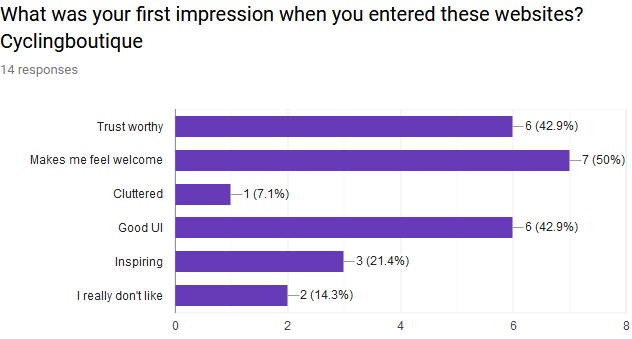 What was your first impression when you entered these websites?
Cyclingboutique
14 responses
Trust worthy 6 (42.9%)
Makes me feel welcome 7 (50%)
Cluttered 1 (7.1%)
Good UI 6 (42.9%)
Inspiring 3 (21.4%)
I really don't like 2 (14.3%)
0 2 4 6 8